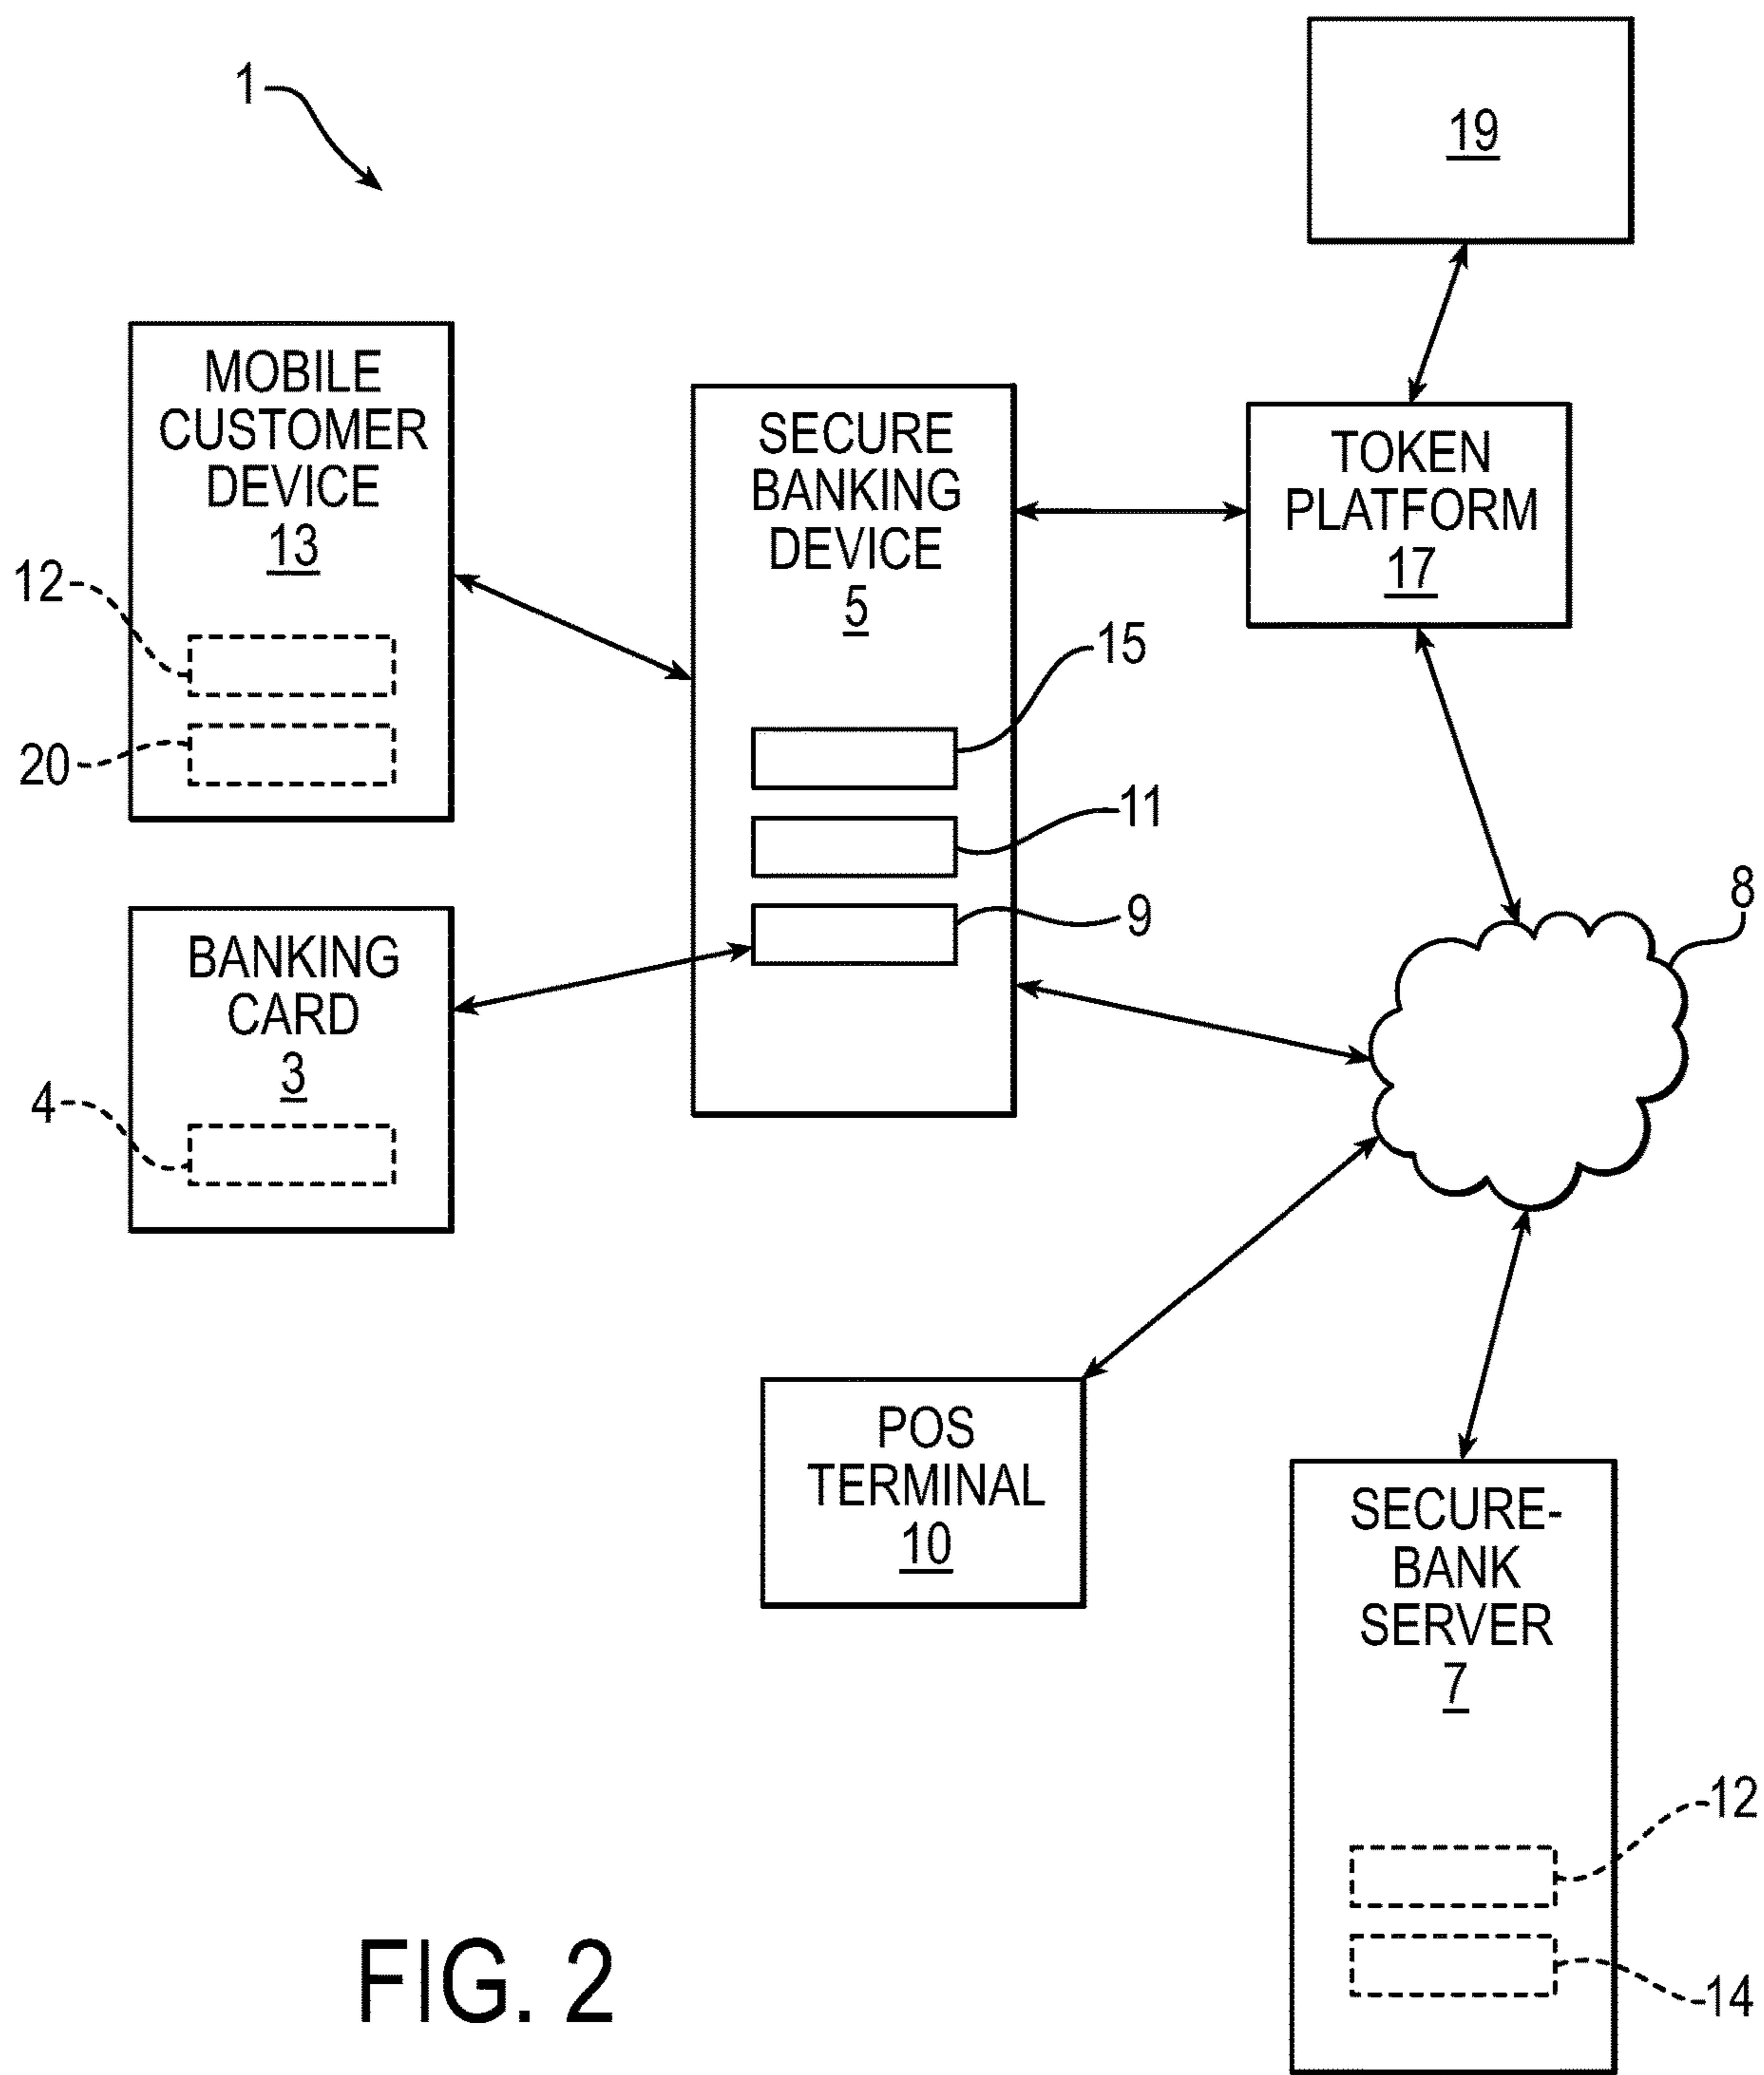 1
19
MOBILE
CUSTOMER
DEVICE
13
12
20
SECURE
BANKING
DEVICE
5
15
11
9
TOKEN
PLATFORM
17
8
BANKING
CARD
3
4
POS
TERMINAL
10
SECURE-
BANK
SERVER
7
12
14
FIG. 2